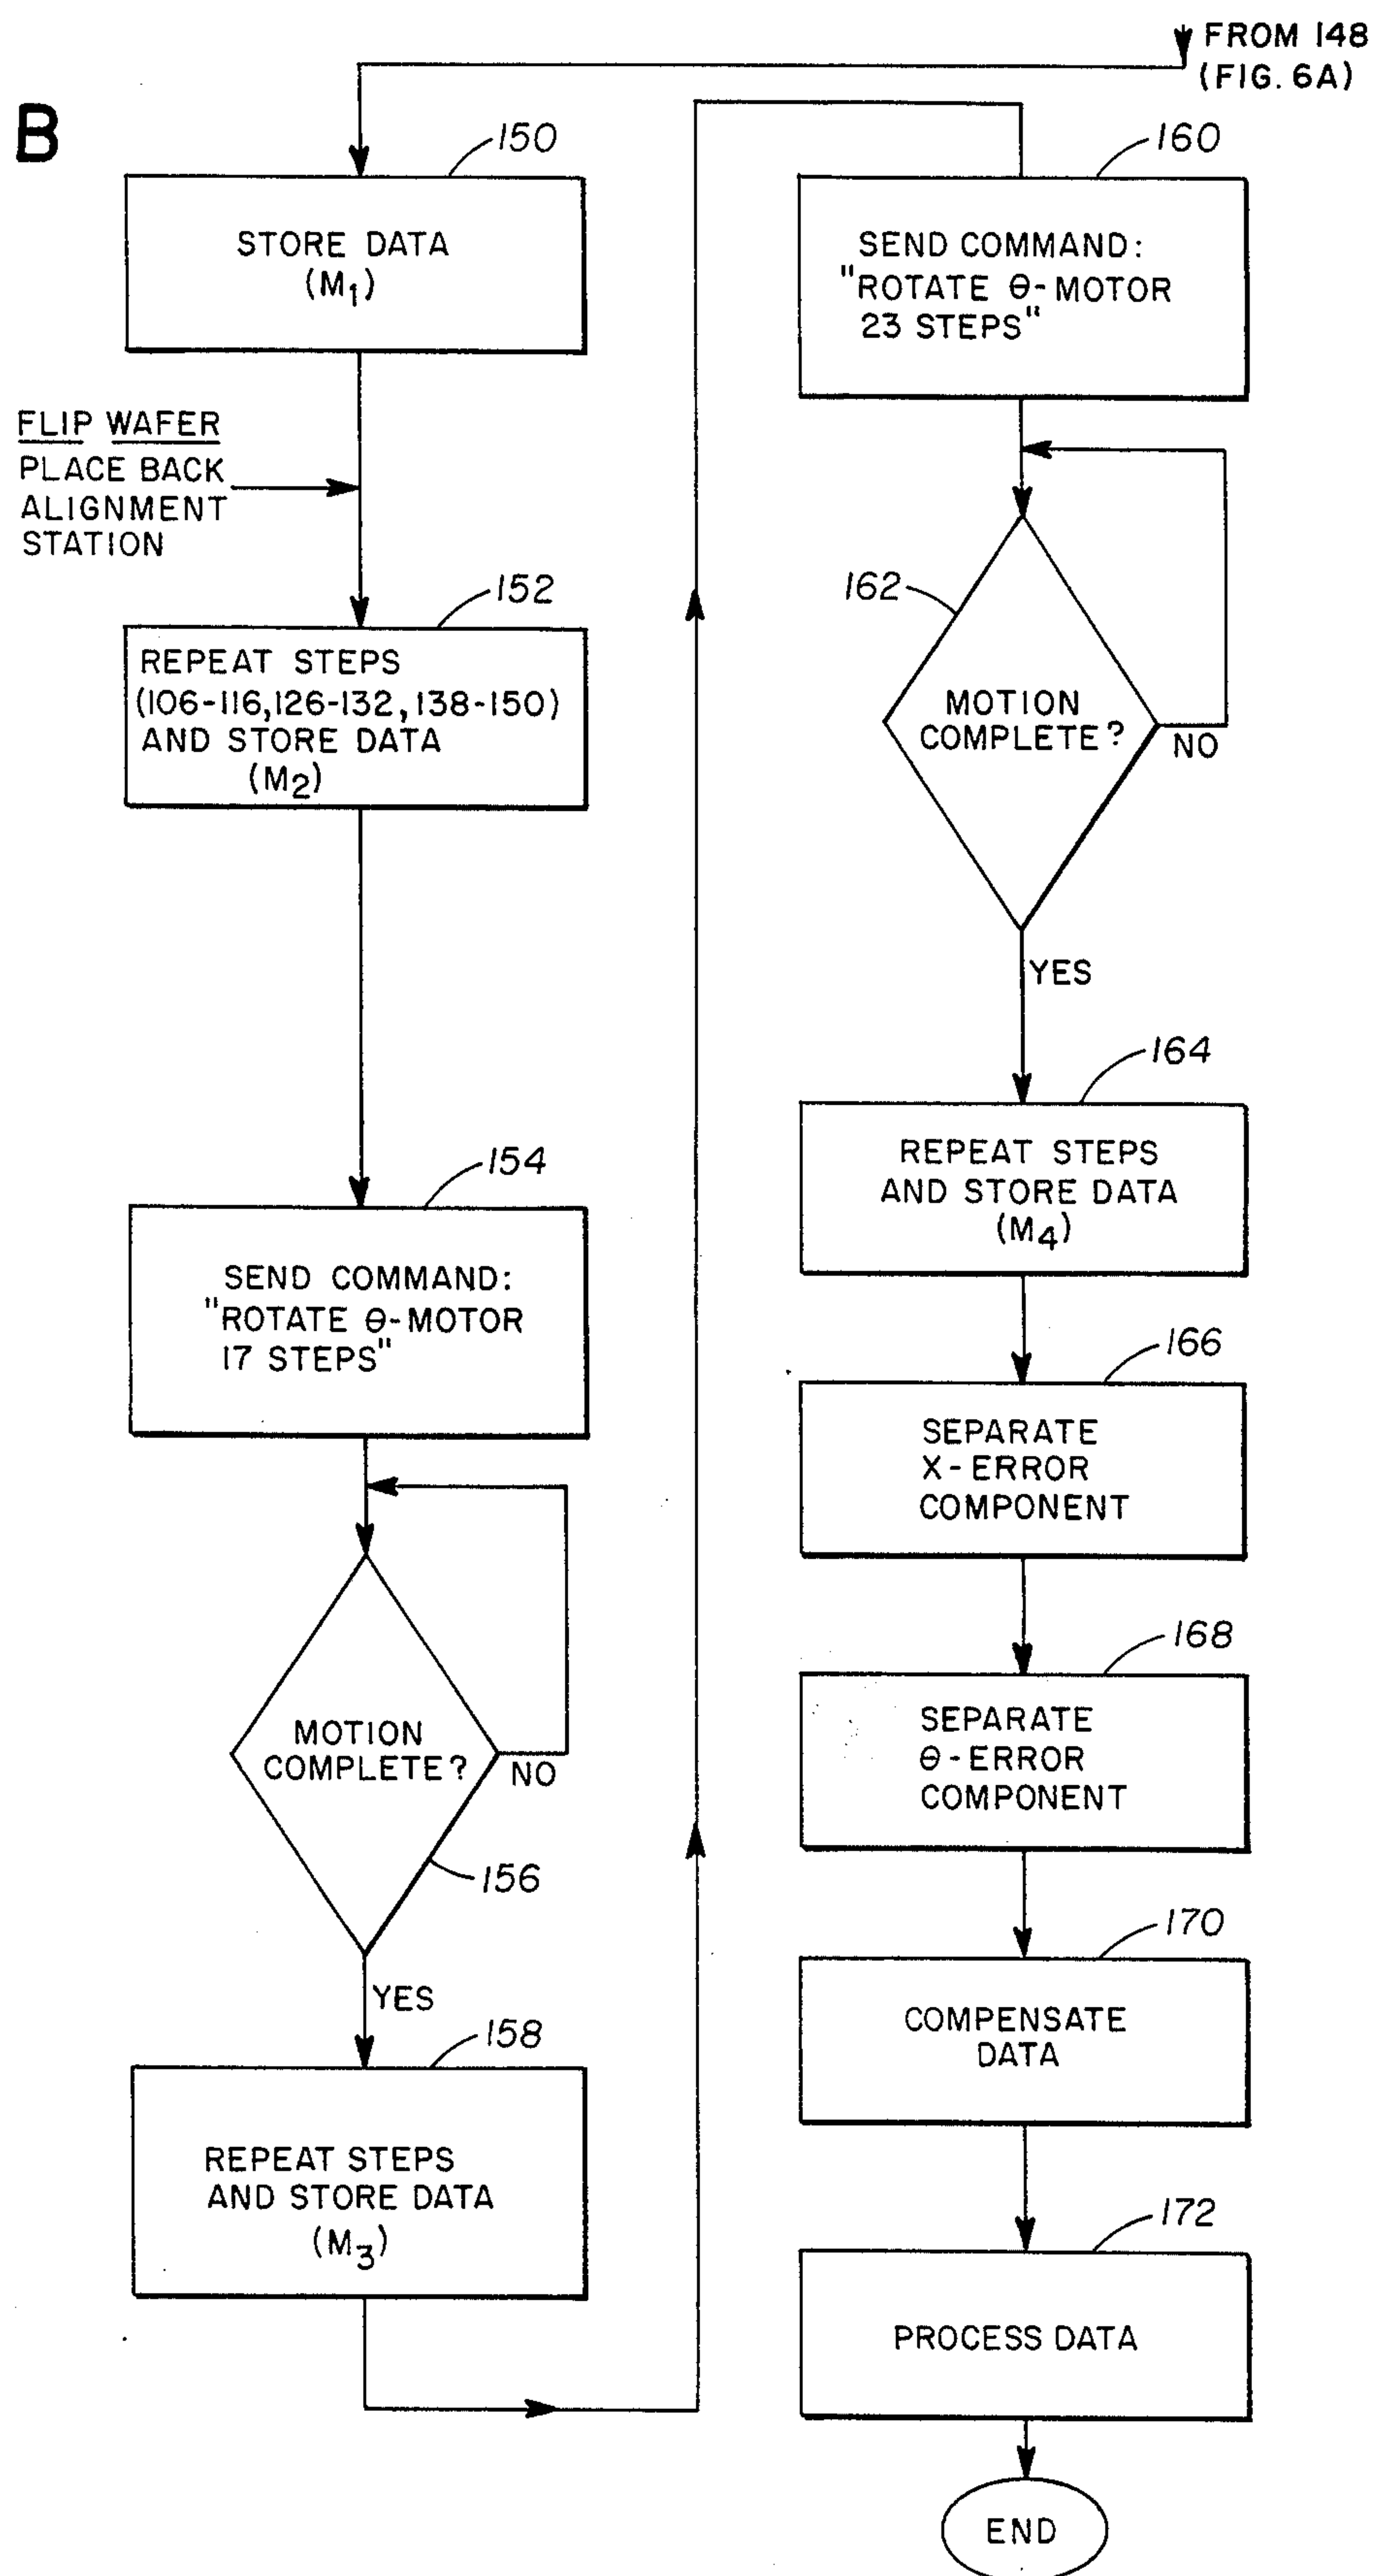 FROM 148
(FIG. 6A)
B
150
STORE DATA
(M1)
FLIP WAFER
PLACE BACK
ALIGNMENT
STATION
152
REPEAT STEPS
(106-116,126-132,138-150)
AND STORE DATA
(M2)
154
SEND COMMAND:
"ROTATE θ-MOTOR
17 STEPS"
MOTION
COMPLETE?
NO
156
YES
158
REPEAT STEPS
AND STORE DATA
(M3)
160
SEND COMMAND:
"ROTATE θ-MOTOR
23 STEPS"
162
MOTION
COMPLETE?
NO
YES
164
REPEAT STEPS
AND STORE DATA
(M4)
166
SEPARATE
X-ERROR
COMPONENT
168
SEPARATE
θ-ERROR
COMPONENT
170
COMPENSATE
DATA
172
PROCESS DATA
END